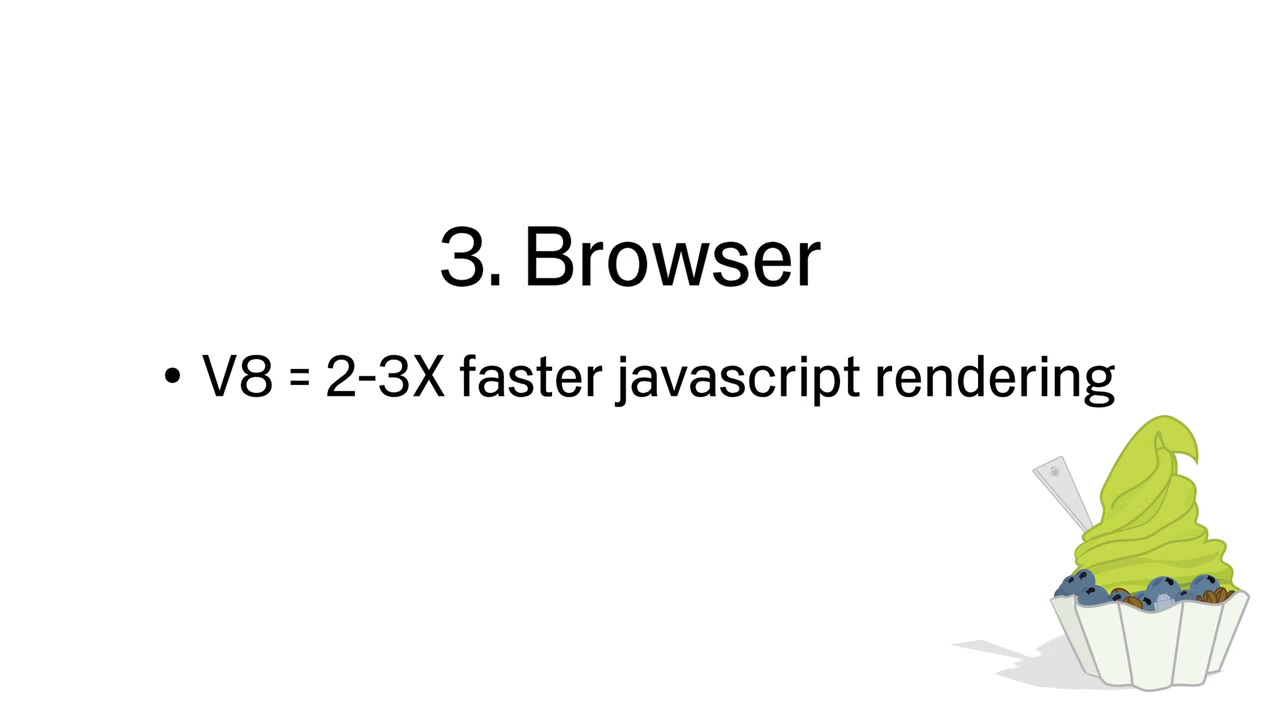 3. Browser
• V8 = 2-3X faster javascript rendering